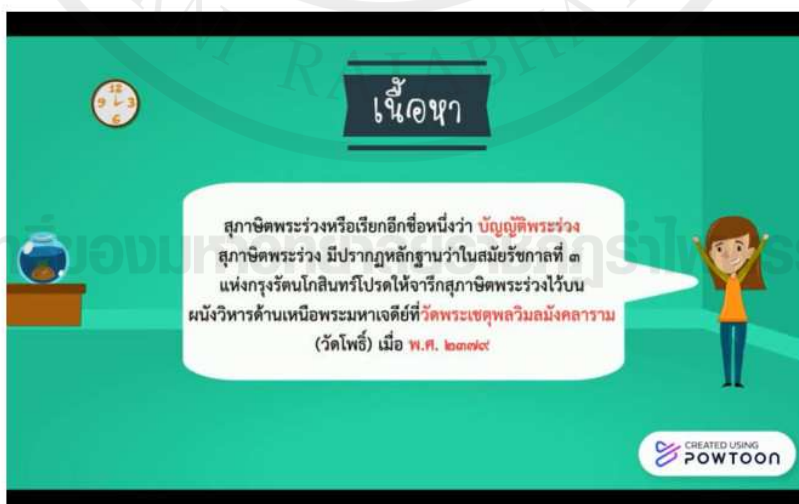 RAJABHA
12
9 3
6
เนื้อหา
สุภาษิตพระร่วงหรือเรียกอีกชื่อหนึ่งว่า บัญญัติพระร่วง
สุภาษิตพระร่วง มีปรากฎหลักฐานว่าในสมัยรัชกาลที่ ๓
แห่งกรุงรัตนโกสินทร์โปรดให้จารึกสุภาษิตพระร่วงไว้บน
ผนังวิหารด้านเหนือพระมหาเจดีย์ที่วัดพระเชตุพลวิมลมังคลาราม
(วัดโพธิ์) เมื่อ พ.ศ. ๒๓๗๙
CREATED USING
POWTOON